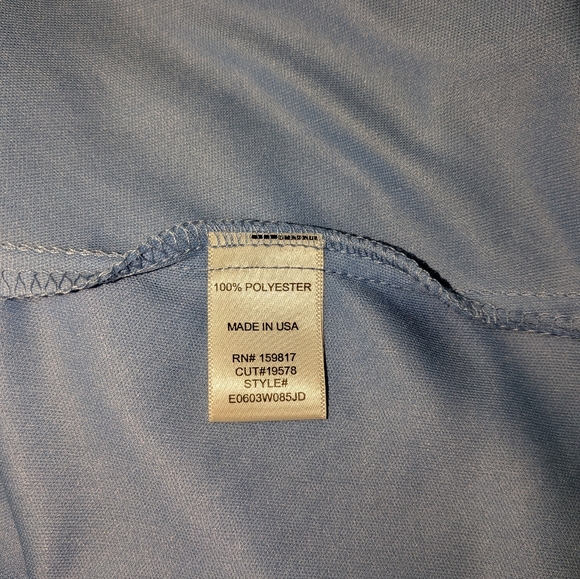 100% POLYESTER
MADE IN USA
RN# 159817
CUT#19578
STYLE#
E0603W085JD